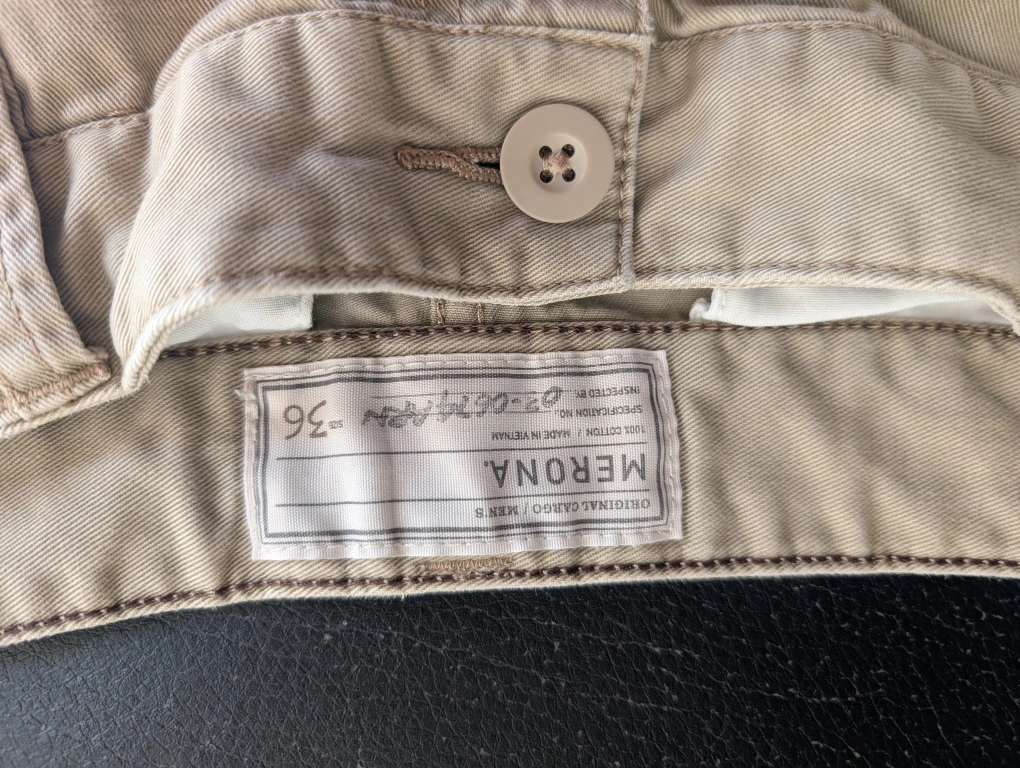 ORIGINAL CARGO / MEN'S
MERONA.
100% COTTON / MADE IN VIETNAM
SPECIFICATION NO.
SIZE 36
INSPECTED BY: